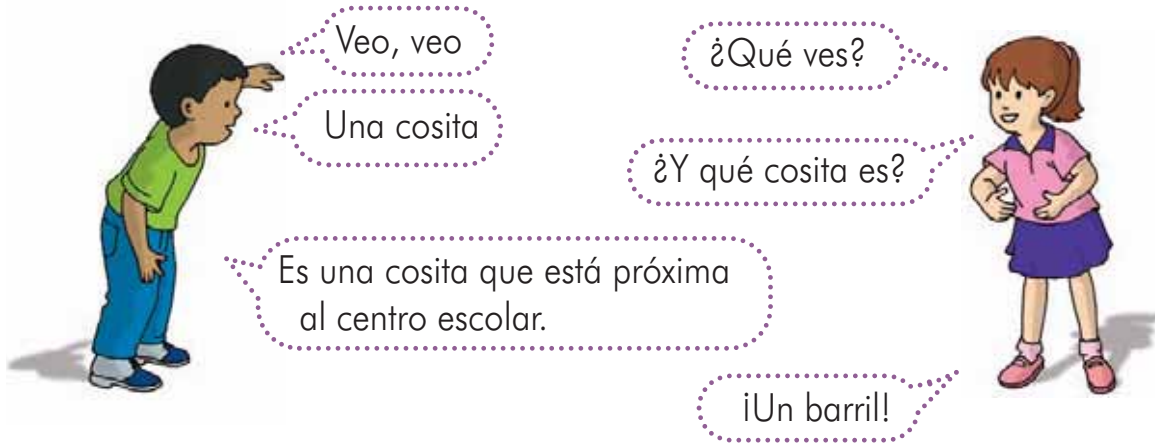 Veo, veo
¿Qué ves?
Una cosita
¿Y qué cosita es?
Es una cosita que está próxima
al centro escolar.
¡Un barril!